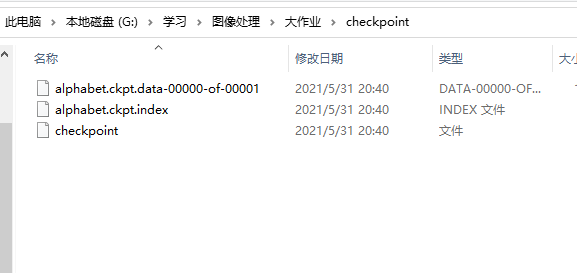 此电脑 › 本地磁盘 (G:) › 学习 › 图像处理 › 大作业 › checkpoint
名称 修改日期 类型 大小
alphabet.ckpt.data-00000-of-00001 2021/5/31 20:40 DATA-00000-OF...
alphabet.ckpt.index 2021/5/31 20:40 INDEX 文件
checkpoint 2021/5/31 20:40 文件